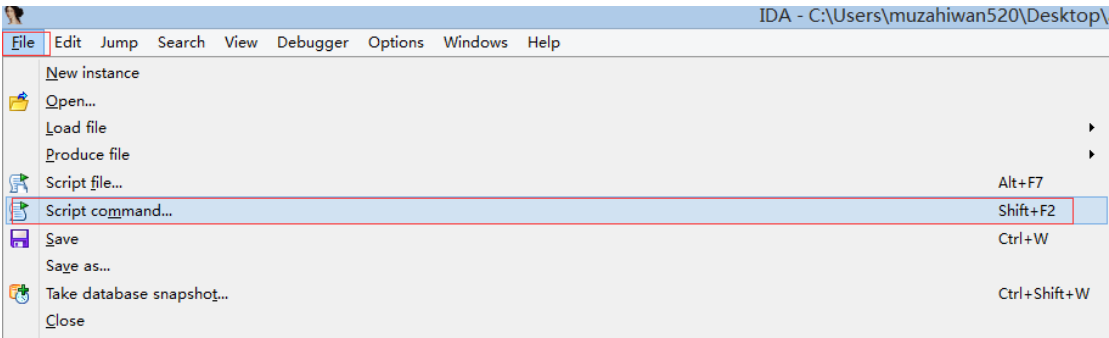 IDA - C:\Users\muzahiwan520\Desktop\
File Edit Jump Search View Debugger Options Windows Help
New instance
Open...
Load file
Produce file
Script file... Alt+F7
Script command... Shift+F2
Save Ctrl+W
Save as...
Take database snapshot... Ctrl+Shift+W
Close